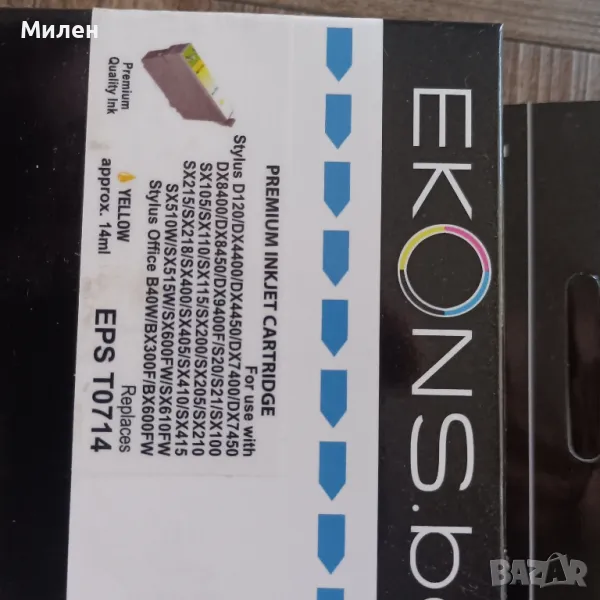 Милен
EKONS.b
PREMIUM INKJET CARTRIDGE
For use with
Stylus D120/DX4400/DX4450/DX7400/DX7450
DX8400/DX8450/DX9400F/S20/S21/SX100
SX105/SX110/SX115/SX200/SX205/SX210
SX215/SX218/SX400/SX405/SX410/SX415
SX510W/SX515W/SX600FW/SX610FW
Stylus Office B40W/BX300F/BX600FW
Premium
Quality Ink
YELLOW
approx. 14ml
Replaces
EPS T0714
bazar